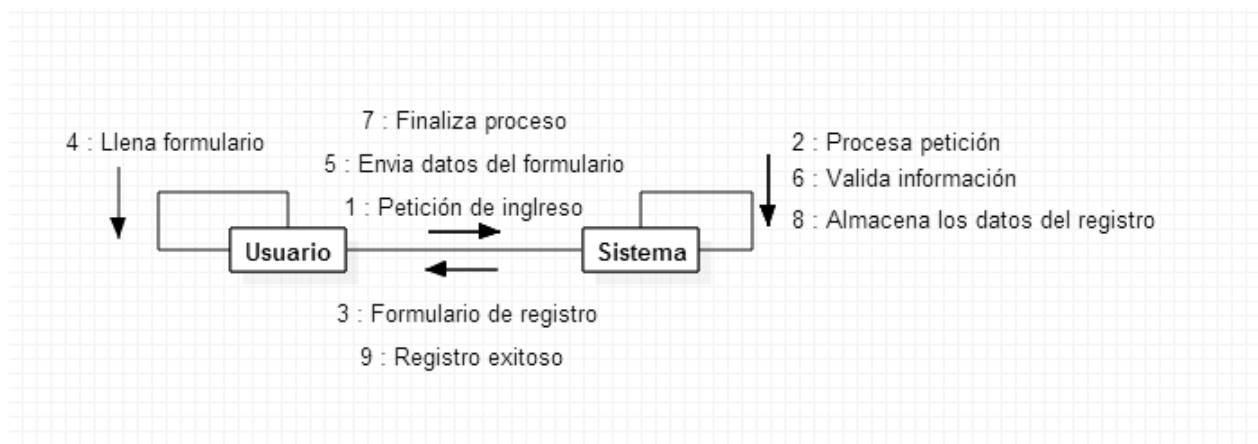 7 : Finaliza proceso
4 : Llena formulario
2 : Procesa petición
5 : Envia datos del formulario
6 : Valida información
1 : Petición de inglreso
8 : Almacena los datos del registro
Usuario
Sistema
3 : Formulario de registro
9 : Registro exitoso